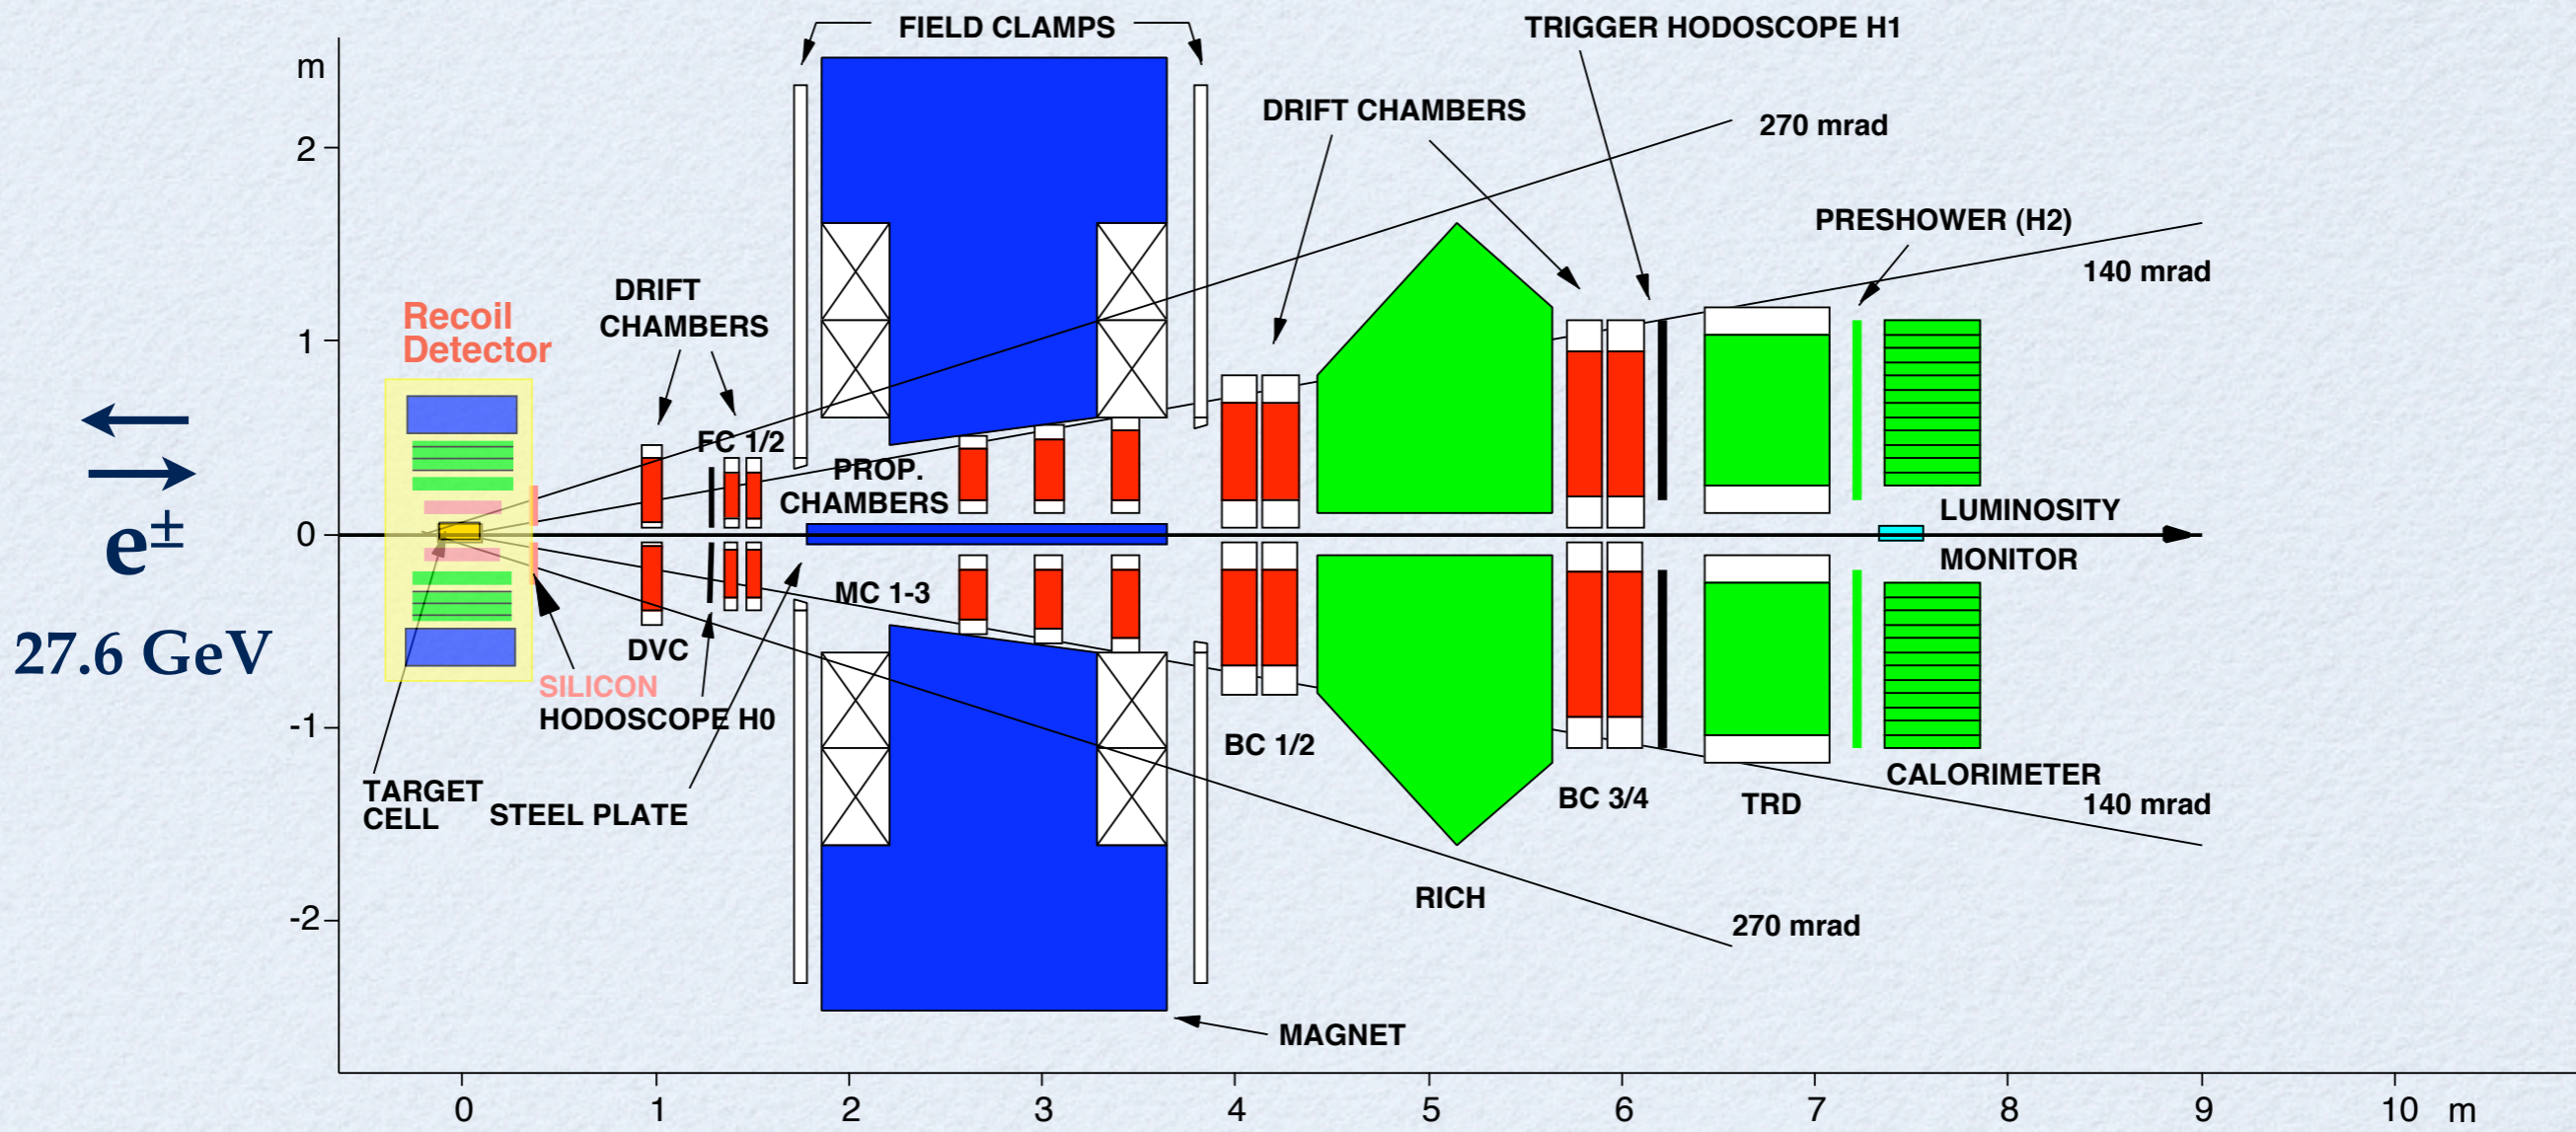 FIELD CLAMPS
TRIGGER HODOSCOPE H1
m
DRIFT CHAMBERS
270 mrad
2
PRESHOWER (H2)
140 mrad
DRIFT
CHAMBERS
Recoil
Detector
1
FC 1/2
PROP.
CHAMBERS
LUMINOSITY
0
MONITOR
e±
27.6 GeV
MC 1-3
DVC
SILICON
HODOSCOPE H0
-1
BC 1/2
TARGET
CELL
STEEL PLATE
BC 3/4
TRD
CALORIMETER
140 mrad
RICH
-2
270 mrad
MAGNET
0 1 2 3 4 5 6 7 8 9 10 m